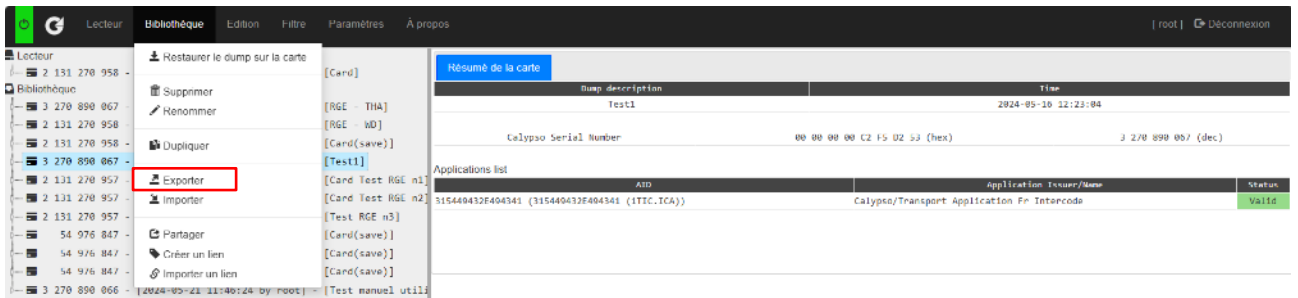 Lecteur Bibliothèque Edition Filtre Paramètres À propos [ root ] Déconnexion
Lecteur
2 131 270 958 - [Card]
Bibliothèque
3 270 890 067 - [RGE - THA]
2 131 270 958 - [RGE - WD]
2 131 270 958 - [Card(save)]
3 270 890 067 - [Test1]
2 131 270 957 - [Card Test RGE n1]
2 131 270 957 - [Card Test RGE n2]
2 131 270 957 - [Test RGE n3]
54 976 847 - [Card(save)]
54 976 847 - [Card(save)]
54 976 847 - [Card(save)]
3 270 890 066 - [2024-05-21 11:46:24 by root] - [Test manuel utili
Restaurer le dump sur la carte
Supprimer
Renommer
Dupliquer
Exporter
Importer
Partager
Créer un lien
Importer un lien
Résumé de la carte
Dump description Time
Test1 2024-05-16 12:23:04
Calypso Serial Number 00 00 00 00 C2 F5 D2 53 (hex) 3 270 890 067 (dec)
Applications list
AID Application Issuer/Name Status
315449432E494341 (315449432E494341 (1TIC.ICA)) Calypso/Transport Application Fr Intercode Valid